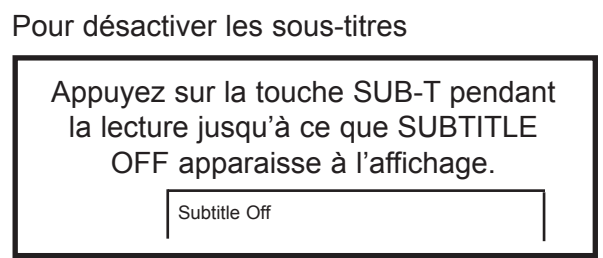 Pour désactiver les sous-titres
Appuyez sur la touche SUB-T pendant
la lecture jusqu’à ce que SUBTITLE
OFF apparaisse à l’affichage.
Subtitle Off